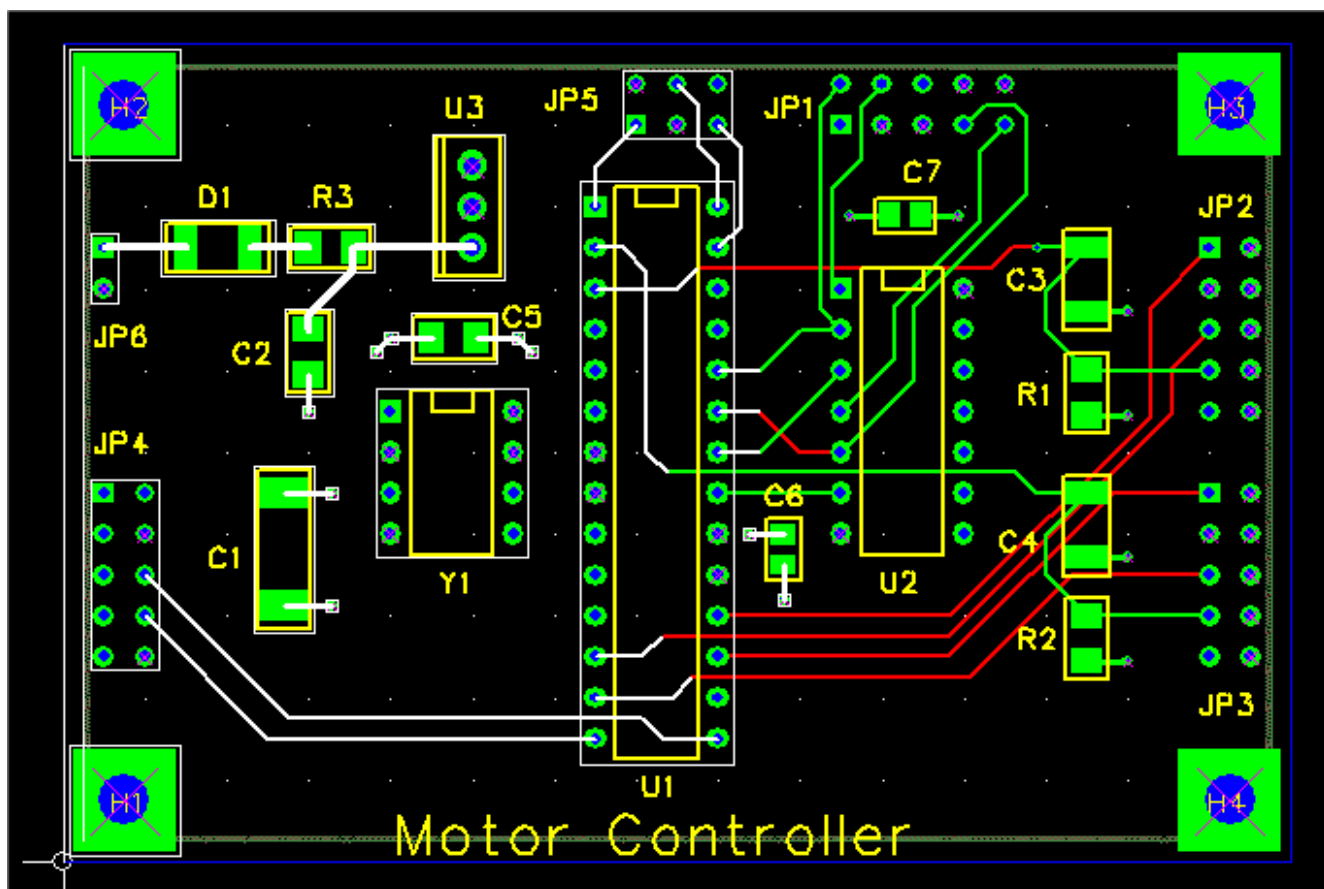 H2
U3
JP5
JP1
H3
D1
R3
C7
JP2
JP6
C2
C5
C3
R1
JP4
C1
Y1
C6
U2
C4
R2
JP3
H1
U1
H4
Motor Controller